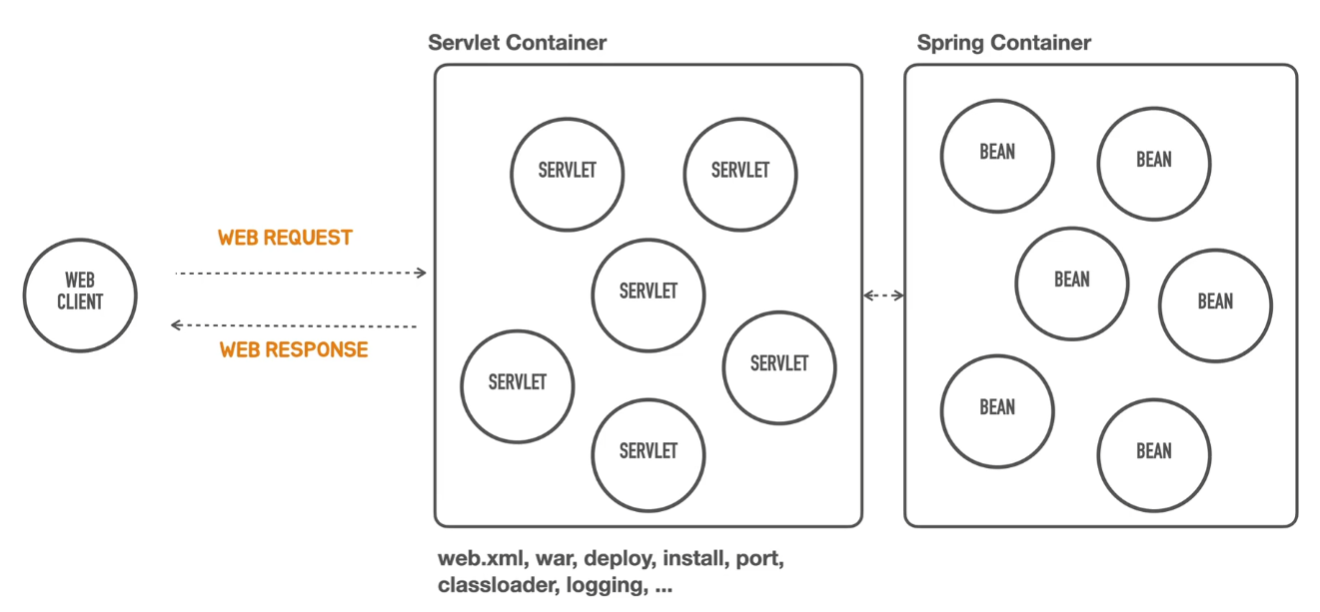 Servlet Container
Spring Container
SERVLET
SERVLET
BEAN
BEAN
WEB REQUEST
WEB
CLIENT
SERVLET
BEAN
BEAN
WEB RESPONSE
SERVLET
SERVLET
BEAN
SERVLET
BEAN
web.xml, war, deploy, install, port,
classloader, logging, ...